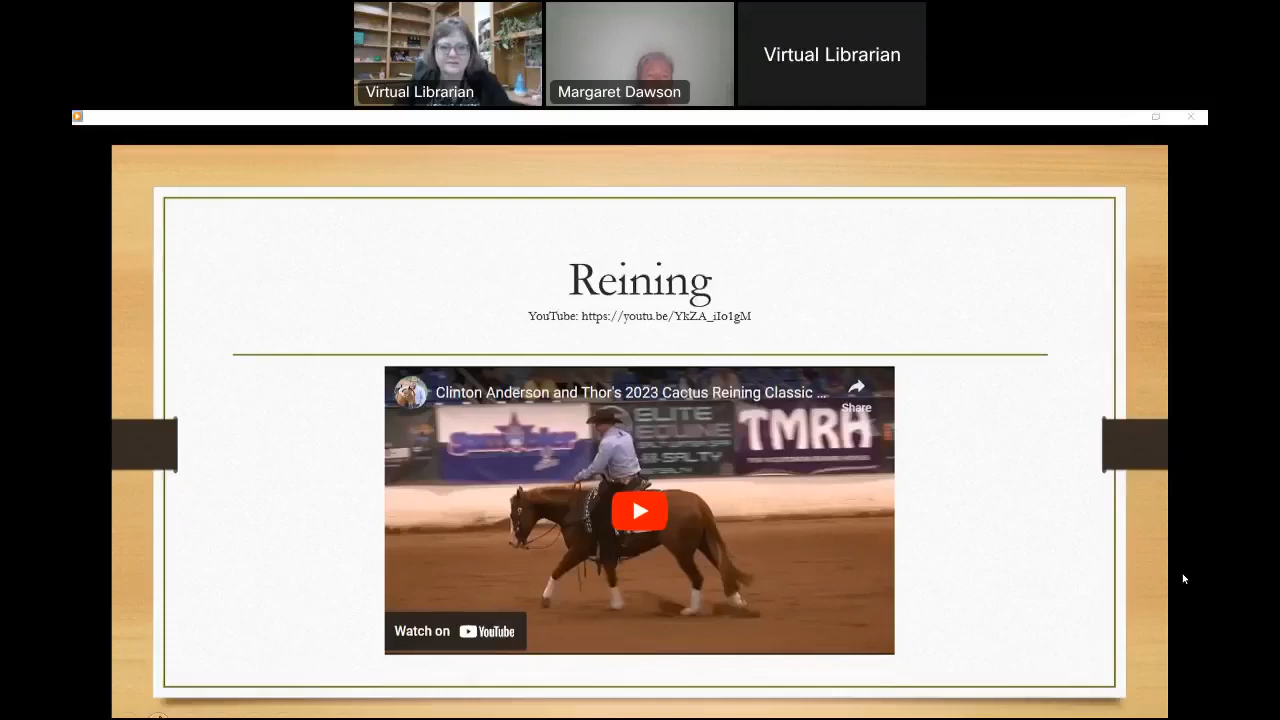 Virtual Librarian
Margaret Dawson
Virtual Librarian
Reining
YouTube: https://youtu.be/YkZA_iIo1gM
Clinton Anderson and Thor's 2023 Cactus Reining Classic ...
Share
ELITE
EQUINE
SALTY
TMRH
Watch on YouTube